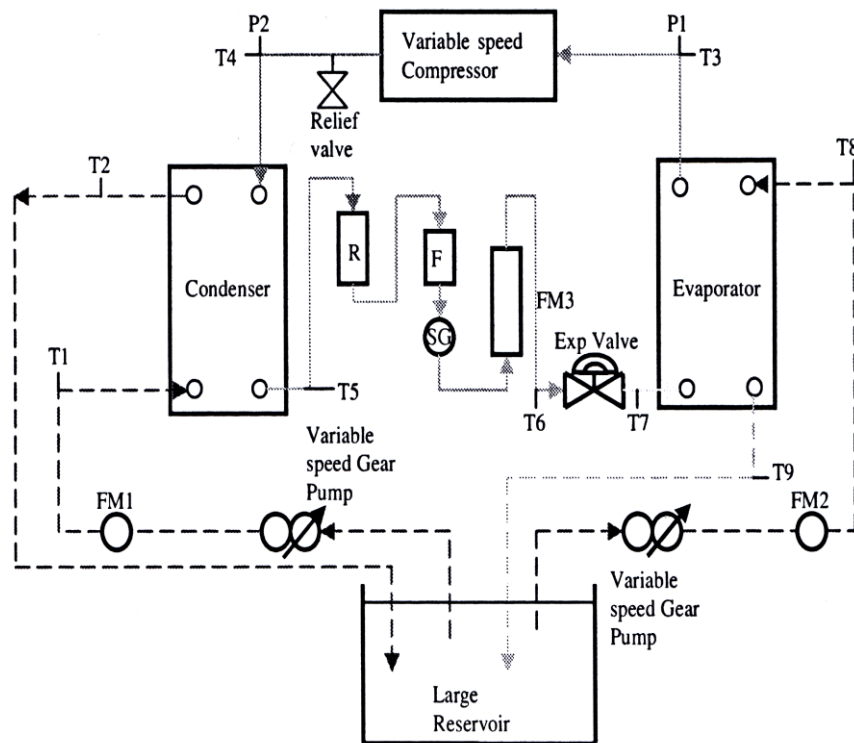 P2
P1
T4
Variable speed
Compressor
T3
Relief
valve
T2
T8
R
F
Condenser
FM3
Evaporator
SG
Exp Valve
T1
T5
T6
T7
Variable
speed Gear
Pump
T9
FM1
FM2
Variable
speed Gear
Pump
Large
Reservoir